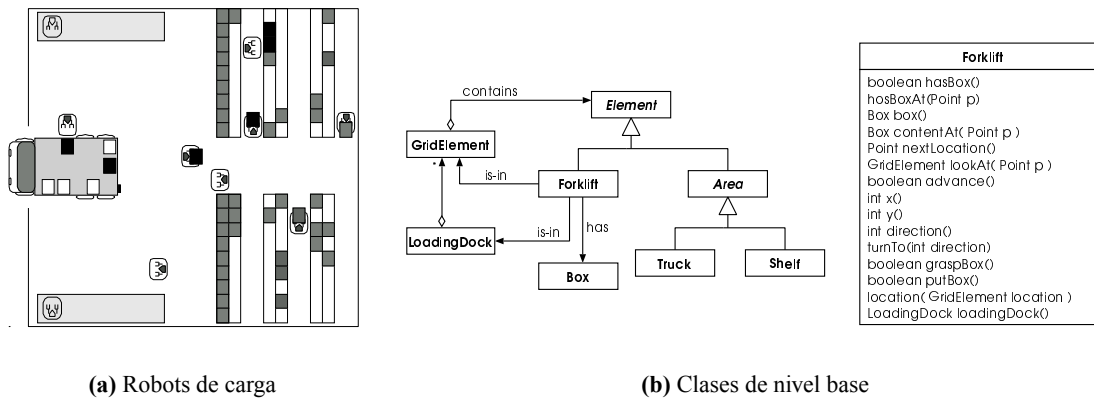 contains
Element
GridElement
*
is-in
Forklift
Area
LoadingDock
is-in
has
Box
Truck
Shelf
Forklift
boolean hasBox()
hosBoxAt(Point p)
Box box()
Box contentAt( Point p )
Point nextLocation()
GridElement lookAt( Point p )
boolean advance()
int x()
int y()
int direction()
turnTo(int direction)
boolean graspBox()
boolean putBox()
location( GridElement location )
LoadingDock loadingDock()
(a) Robots de carga
(b) Clases de nivel base